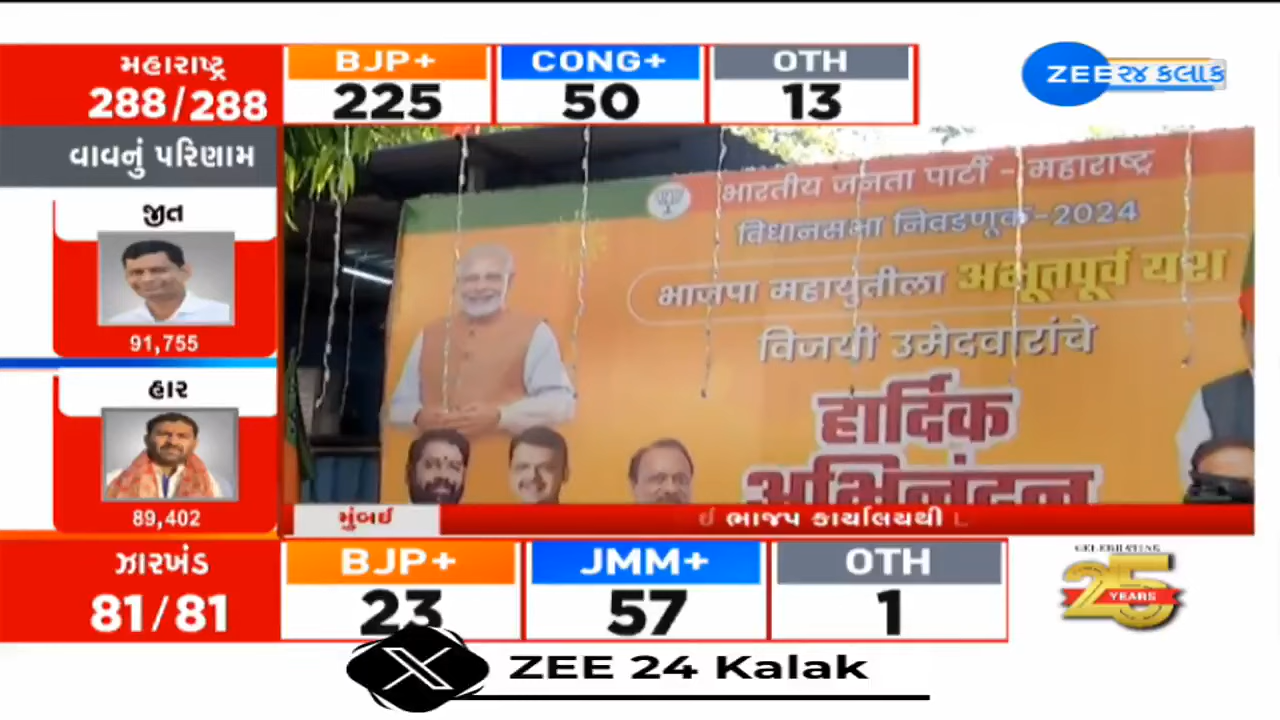 મહારાષ્ટ્ર
288/288
BJP+
225
CONG+
50
OTH
13
ZEE ૨૪ કલાક
વાવનું પરિણામ
જીત
91,755
હાર
89,402
भारतीय जनता पार्टी - महाराष्ट्र
विधानसभा निवडणूक-2024
भाजपा महायुतीला अभूतपूर्व यश
विजयी उमेदवारांचे
हार्दिक
अभिनंदन
મુંબઈ
ઈ ભાજપ કાર્યાલયથી
ઝારખંડ
81/81
BJP+
23
JMM+
57
OTH
1
CELEBRATING
25
YEARS
ZEE 24 Kalak